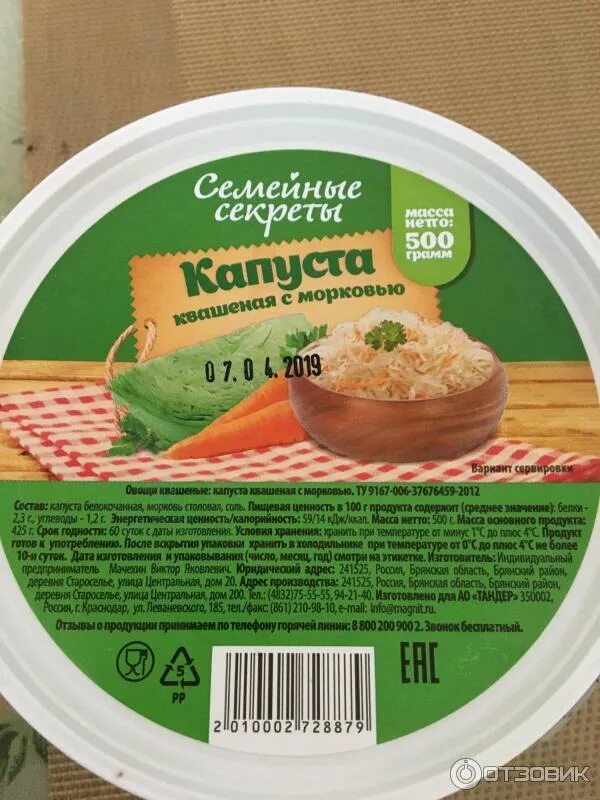 Семейные
секреты
масса
нетто:
500
грамм
Капуста
квашеная с морковью
07.04.2019
Вариант сервировки
Овощи квашеные: капуста квашеная с морковью. ТУ 9167-006-37676459-2012
Состав: капуста белокочанная, морковь столовая, соль. Пищевая ценность в 100 г продукта содержит (среднее значение): белки -
2,3 г., углеводы - 1,2 г. Энергетическая ценность/калорийность: 59/14 кДж/ккал. Масса нетто: 500 г. Масса основного продукта:
425 г. Срок годности: 60 суток с даты изготовления. Условия хранения: хранить при температуре от минус 1°С до плюс 4°С. Продукт
готов к употреблению. После вскрытия упаковки хранить в холодильнике при температуре от 0°С до плюс 4°С не более
10-и суток. Дата изготовления и упаковывания (число, месяц, год) смотри на этикетке. Изготовитель: Индивидуальный
предприниматель Мачехин Виктор Яковлевич. Юридический адрес: 241525, Россия, Брянская область, Брянский район,
деревня Староселье, улица Центральная, дом 20. Адрес производства: 241525, Россия, Брянская область, Брянский район,
деревня Староселье, улица Центральная, дом 200. Тел.: (4832)75-55-55, 94-21-40. Изготовлено для АО «ТАНДЕР» 350002,
Россия, г. Краснодар, ул. Леваневского, 185, тел./факс: (861) 210-98-10, e-mail: info@magnit.ru.
Отзывы о продукции принимаем по телефону горячей линии: 8 800 200 900 2. Звонок бесплатный.
5
PP
EAC
2 010002 728879
ОТЗОВИК